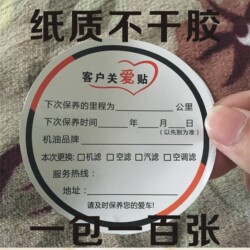 纸质不干胶
客户关爱贴
下次保养的里程为________公里
下次保养时间____年____月____日
(以先到为准)
机油品牌________________
本次更换:□机滤 □空滤 □汽滤 □空调滤
服务热线:
地址:________________
请及时保养您的爱车!
一包一百张